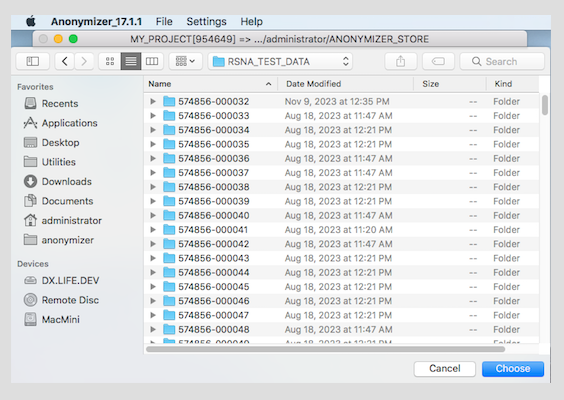 Anonymizer_17.1.1 File Settings Help
MY_PROJECT[954649] => .../administrator/ANONYMIZER_STORE
RSNA_TEST_DATA Search
Favorites
Recents
Applications
Desktop
Utilities
Downloads
Documents
administrator
anonymizer
Devices
DX.LIFE.DEV
Remote Disc
MacMini
Name Date Modified Size Kind
574856-000032 Nov 9, 2023 at 12:35 PM -- Folder
574856-000033 Aug 18, 2023 at 11:47 AM -- Folder
574856-000034 Aug 18, 2023 at 12:21 PM -- Folder
574856-000035 Aug 18, 2023 at 12:21 PM -- Folder
574856-000036 Aug 18, 2023 at 11:47 AM -- Folder
574856-000037 Aug 18, 2023 at 11:47 AM -- Folder
574856-000038 Aug 18, 2023 at 12:21 PM -- Folder
574856-000039 Aug 18, 2023 at 12:21 PM -- Folder
574856-000040 Aug 18, 2023 at 11:47 AM -- Folder
574856-000041 Aug 18, 2023 at 11:20 AM -- Folder
574856-000042 Aug 18, 2023 at 11:47 AM -- Folder
574856-000043 Aug 18, 2023 at 12:21 PM -- Folder
574856-000044 Aug 18, 2023 at 12:21 PM -- Folder
574856-000045 Aug 18, 2023 at 12:21 PM -- Folder
574856-000046 Aug 18, 2023 at 12:21 PM -- Folder
574856-000047 Aug 18, 2023 at 12:21 PM -- Folder
574856-000048 Aug 18, 2023 at 11:47 AM -- Folder
574856-000049 Aug 18, 2023 at 12:21 PM -- Folder
Cancel Choose